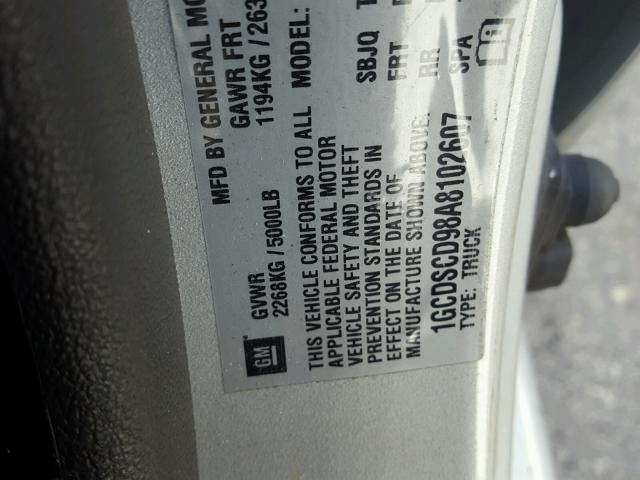 MFD BY GENERAL MO
GAWR FRT
1194KG / 263
MODEL:
GVWR
2268KG / 5000LB
SBJQ T
FRT
RR
SPA
GM
THIS VEHICLE CONFORMS TO ALL
APPLICABLE FEDERAL MOTOR
VEHICLE SAFETY AND THEFT
PREVENTION STANDARDS IN
EFFECT ON THE DATE OF
MANUFACTURE SHOWN ABOVE.
1GCDSCD98A8102607
TYPE: TRUCK